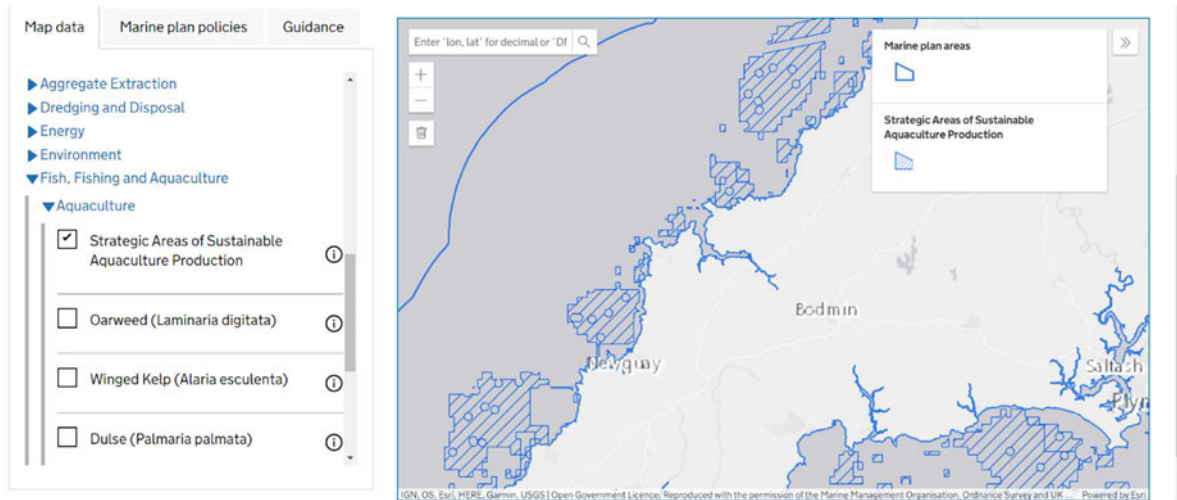 Map data
Marine plan policies
Guidance
Aggregate Extraction
Dredging and Disposal
Energy
Environment
Fish, Fishing and Aquaculture
Aquaculture
Strategic Areas of Sustainable
Aquaculture Production
Oarweed (Laminaria digitata)
Winged Kelp (Alaria esculenta)
Dulse (Palmaria palmata)
Enter `lon, lat` for decimal or `D
Marine plan areas
Strategic Areas of Sustainable
Aquaculture Production
Bodmin
Newquay
Saltash
Plyn
IGN, OS, Esri, HERE, Garmin, USGS | Open Government Licence; Reproduced with the permission of the Marine Management Organisation, Ordnance Survey and UK ... Powered by Esri